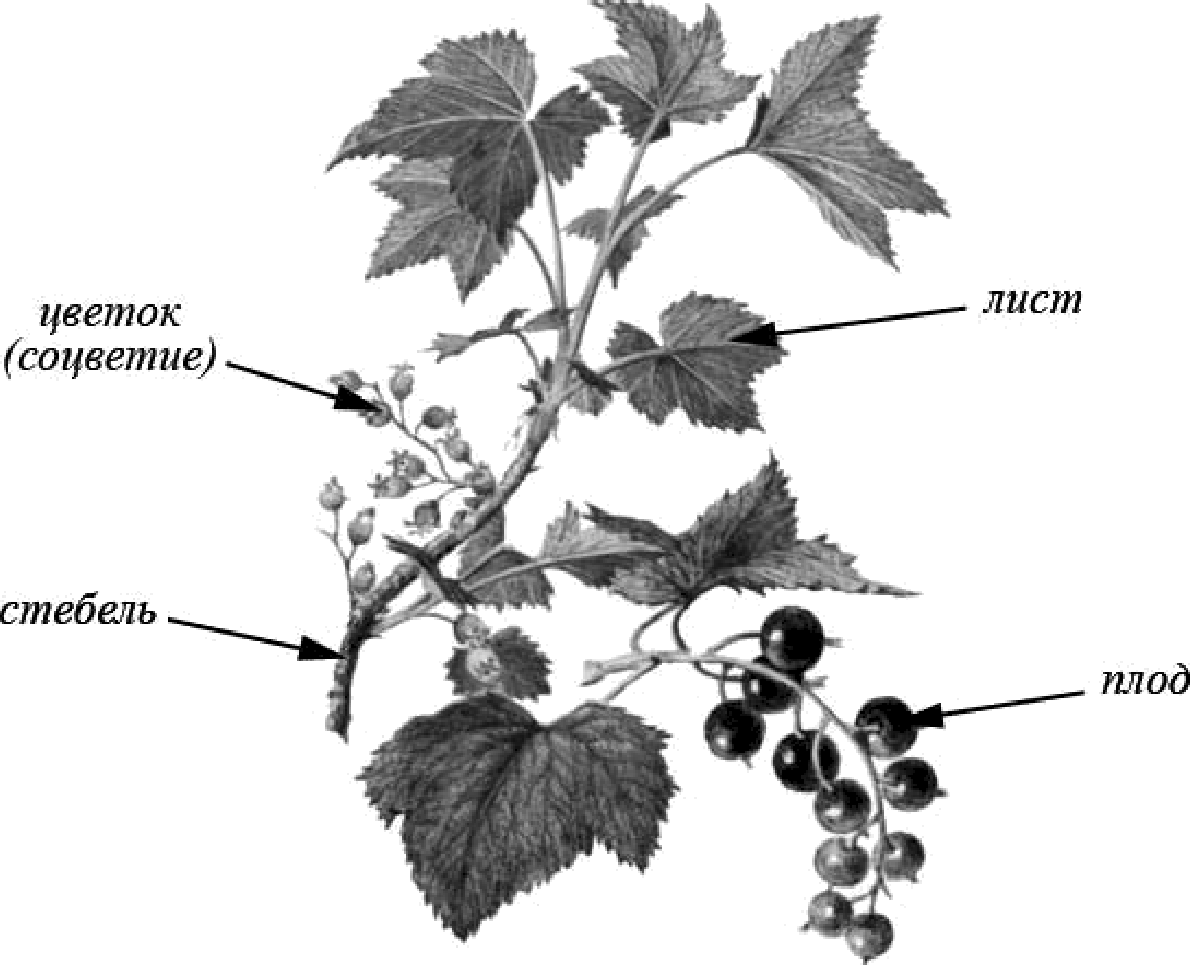 цветок
(соцветие)
лист
стебель
плод